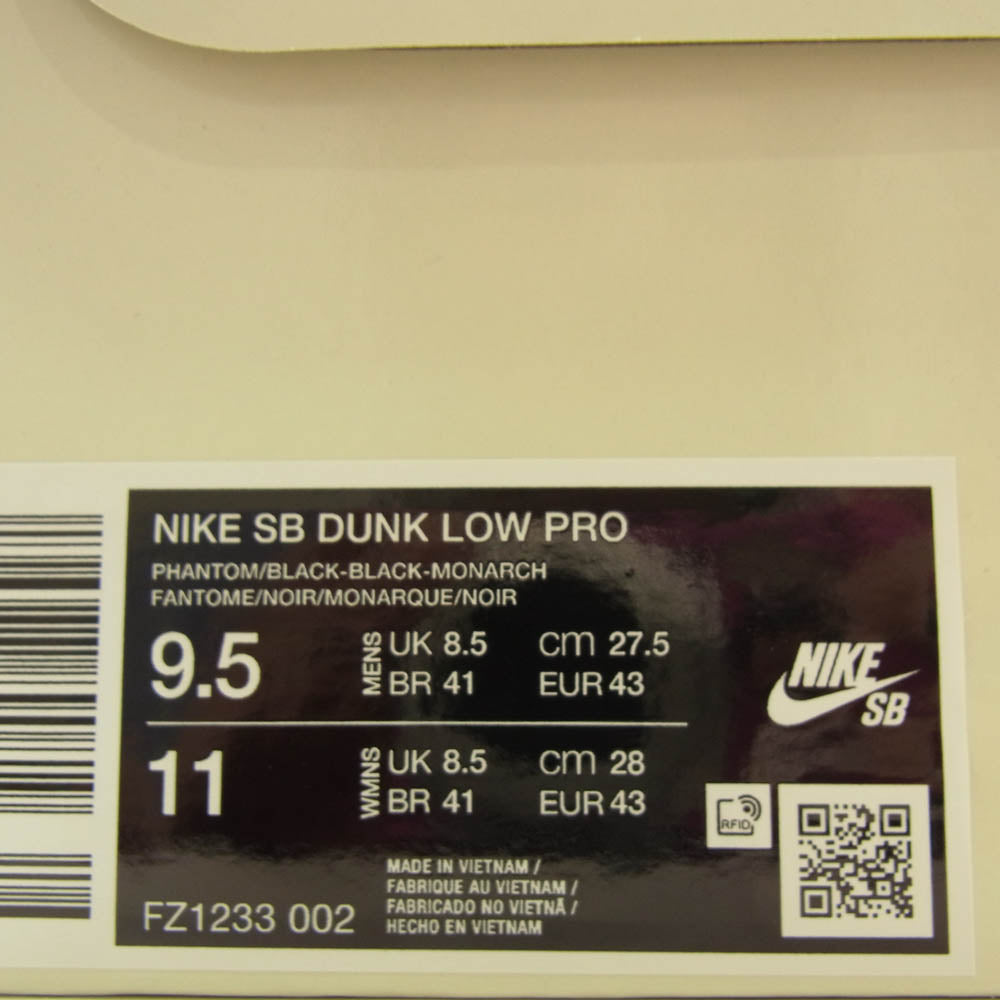 NIKE SB DUNK LOW PRO
PHANTOM/BLACK-BLACK-MONARCH
FANTOME/NOIR/MONARQUE/NOIR
9.5 MENS UK 8.5 cm 27.5
BR 41 EUR 43
11 WMNS UK 8.5 cm 28
BR 41 EUR 43
NIKE
SB
RFID
MADE IN VIETNAM /
FABRIQUE AU VIETNAM /
FABRICADO NO VIETNÃ /
HECHO EN VIETNAM
FZ1233 002